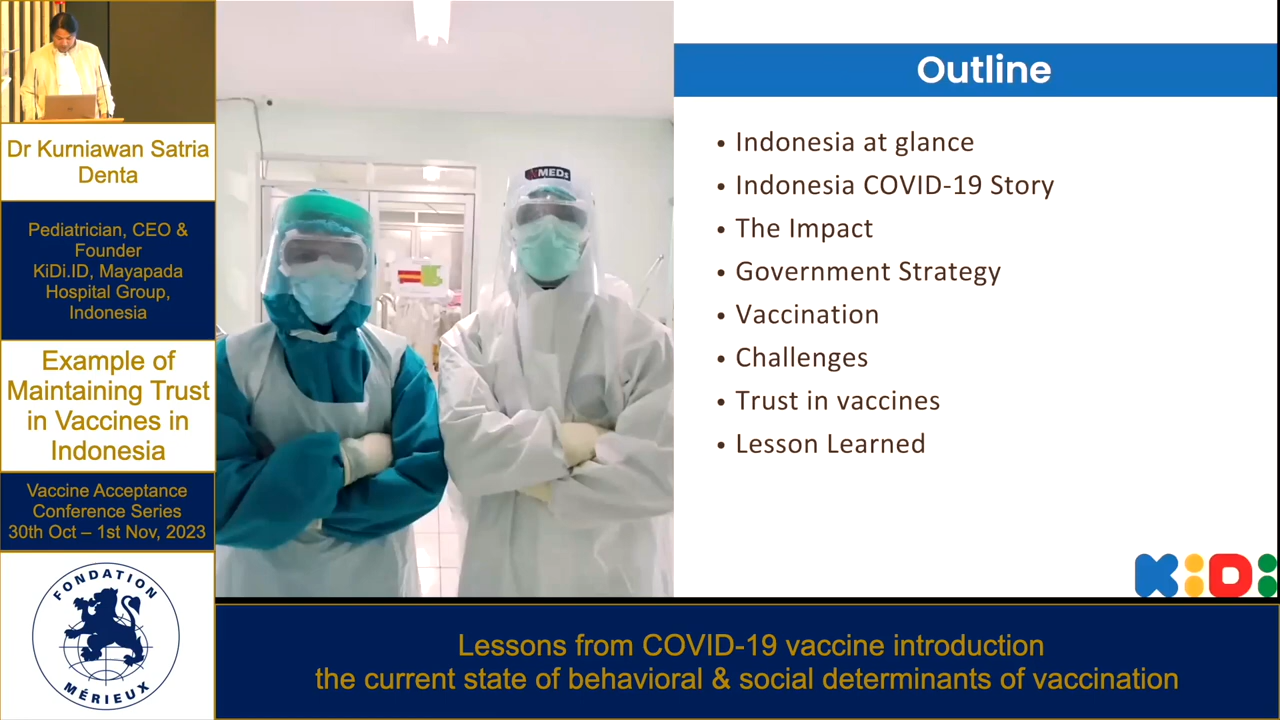 Dr Kurniawan Satria
Denta
Pediatrician, CEO &
Founder
KiDi.ID, Mayapada
Hospital Group,
Indonesia
Example of
Maintaining Trust
in Vaccines in
Indonesia
Vaccine Acceptance
Conference Series
30th Oct – 1st Nov, 2023
FONDATION
MÉRIEUX
MEDs
Outline
• Indonesia at glance
• Indonesia COVID-19 Story
• The Impact
• Government Strategy
• Vaccination
• Challenges
• Trust in vaccines
• Lesson Learned
KiDi
Lessons from COVID-19 vaccine introduction
the current state of behavioral & social determinants of vaccination